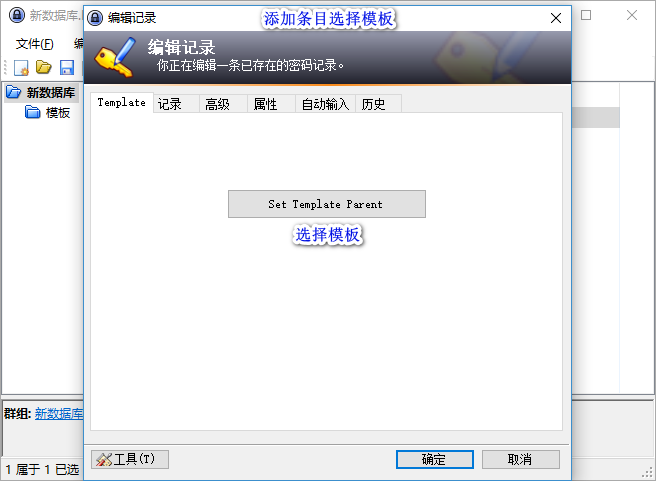 新数据库.
编辑记录
添加条目选择模板
文件(F)
编辑记录
你正在编辑一条已存在的密码记录。
新数据库
模板
Template 记录 高级 属性 自动输入 历史
Set Template Parent
选择模板
群组: 新数据库
工具(T) 确定 取消
1 属于 1 已选